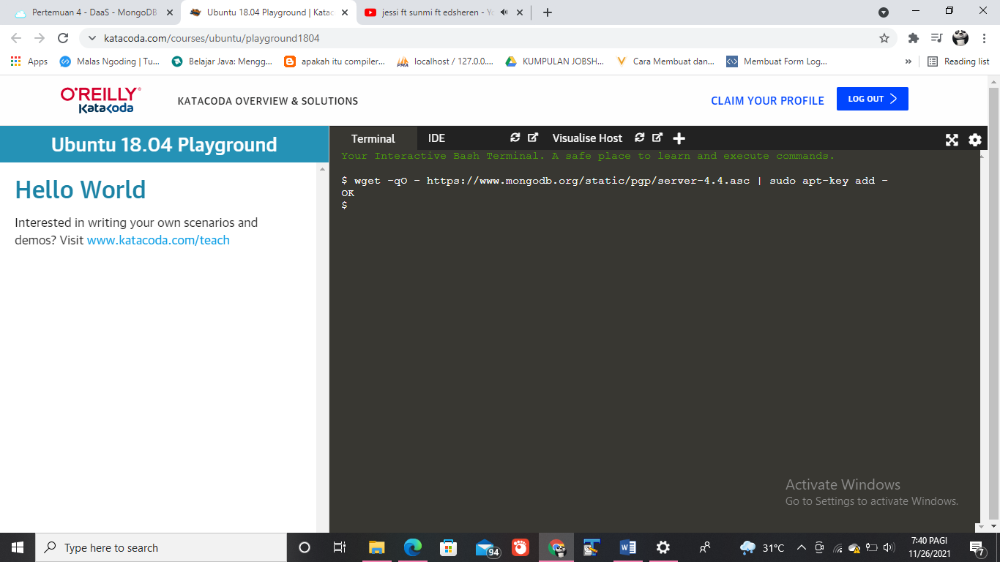 Pertemuan 4 - DaaS - MongoDB
Ubuntu 18.04 Playground | Katac
jessi ft sunmi ft edsheren - Yo
katacoda.com/courses/ubuntu/playground1804
Apps
Malas Ngoding | Tu...
Belajar Java: Mengg...
apakah itu compiler...
localhost / 127.0.0....
KUMPULAN JOBSH...
Cara Membuat dan...
Membuat Form Log...
»
Reading list
O'REILLY®
Katacoda
KATACODA OVERVIEW & SOLUTIONS
CLAIM YOUR PROFILE
LOG OUT
Ubuntu 18.04 Playground
Terminal
IDE
Visualise Host
Hello World
Interested in writing your own scenarios and
demos? Visit www.katacoda.com/teach
Your Interactive Bash Terminal. A safe place to learn and execute commands.
$ wget -qO - https://www.mongodb.org/static/pgp/server-4.4.asc | sudo apt-key add -
OK
$
Activate Windows
Go to Settings to activate Windows.
Type here to search
94
31°C
7:40 PAGI
11/26/2021
7